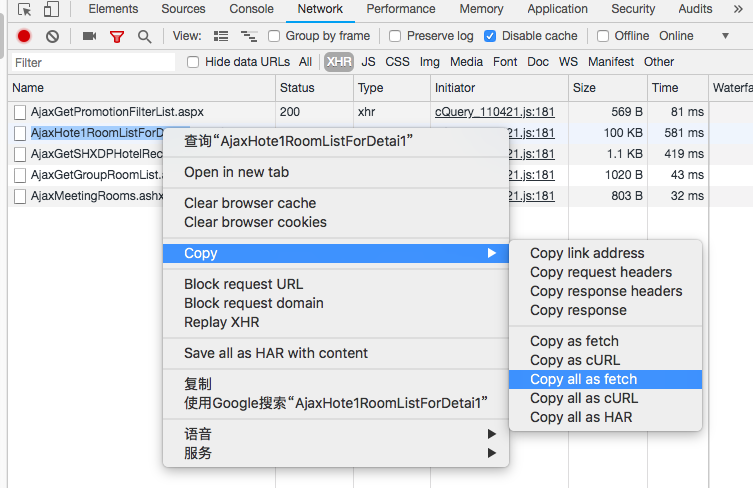 Elements Sources Console Network Performance Memory Application Security Audits »
View: Group by frame Preserve log Disable cache Offline Online
Filter Hide data URLs All XHR JS CSS Img Media Font Doc WS Manifest Other
Name Status Type Initiator Size Time Waterfa
AjaxGetPromotionFilterList.aspx 200 xhr cQuery_110421.js:181 569 B 81 ms
AjaxHote1RoomListForD 21.js:181 100 KB 581 ms
AjaxGetSHXDPHotelRec 21.js:181 1.1 KB 419 ms
AjaxGetGroupRoomList.a 21.js:181 1020 B 43 ms
AjaxMeetingRooms.ashx 21.js:181 803 B 32 ms
查询“AjaxHote1RoomListForDetai1”
Open in new tab
Clear browser cache
Clear browser cookies
Copy
Block request URL
Block request domain
Replay XHR
Save all as HAR with content
复制
使用Google搜索“AjaxHote1RoomListForDetai1”
语音
服务
Copy link address
Copy request headers
Copy response headers
Copy response
Copy as fetch
Copy as cURL
Copy all as fetch
Copy all as cURL
Copy all as HAR